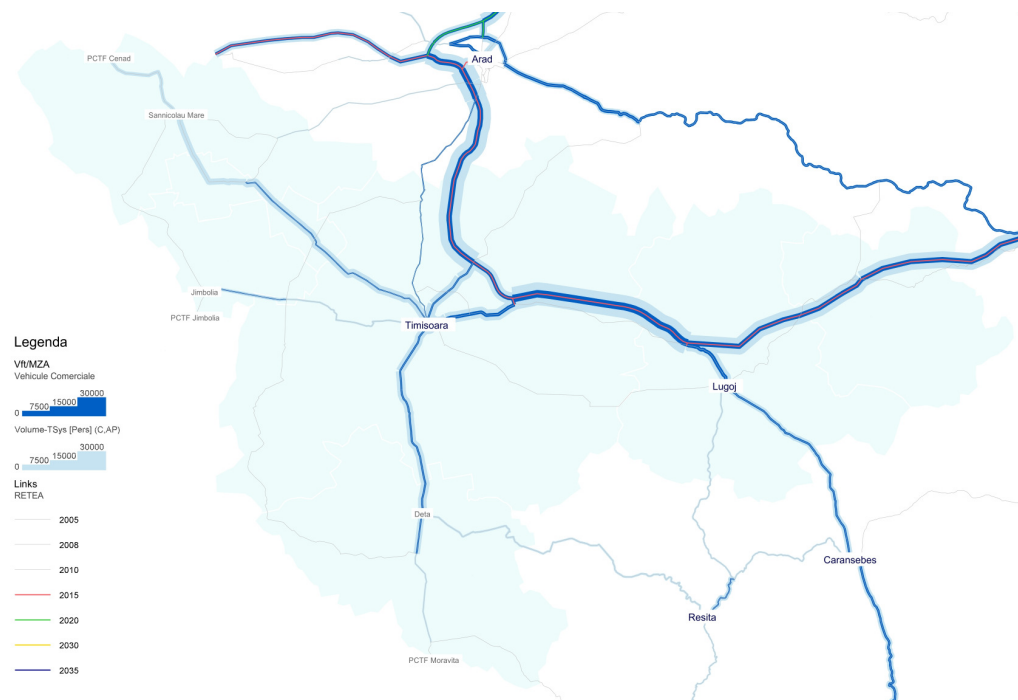 PCTF Cenad
Arad
Sannicolau Mare
Jimbolia
PCTF Jimbolia
Timisoara
Lugoj
Deta
Caransebes
Resita
PCTF Moravita
Legenda
Vft/MZA
Vehicule Comerciale
0 7500 15000 30000
Volume-TSys [Pers] (C,AP)
0 7500 15000 30000
Links
RETEA
2005
2008
2010
2015
2020
2030
2035